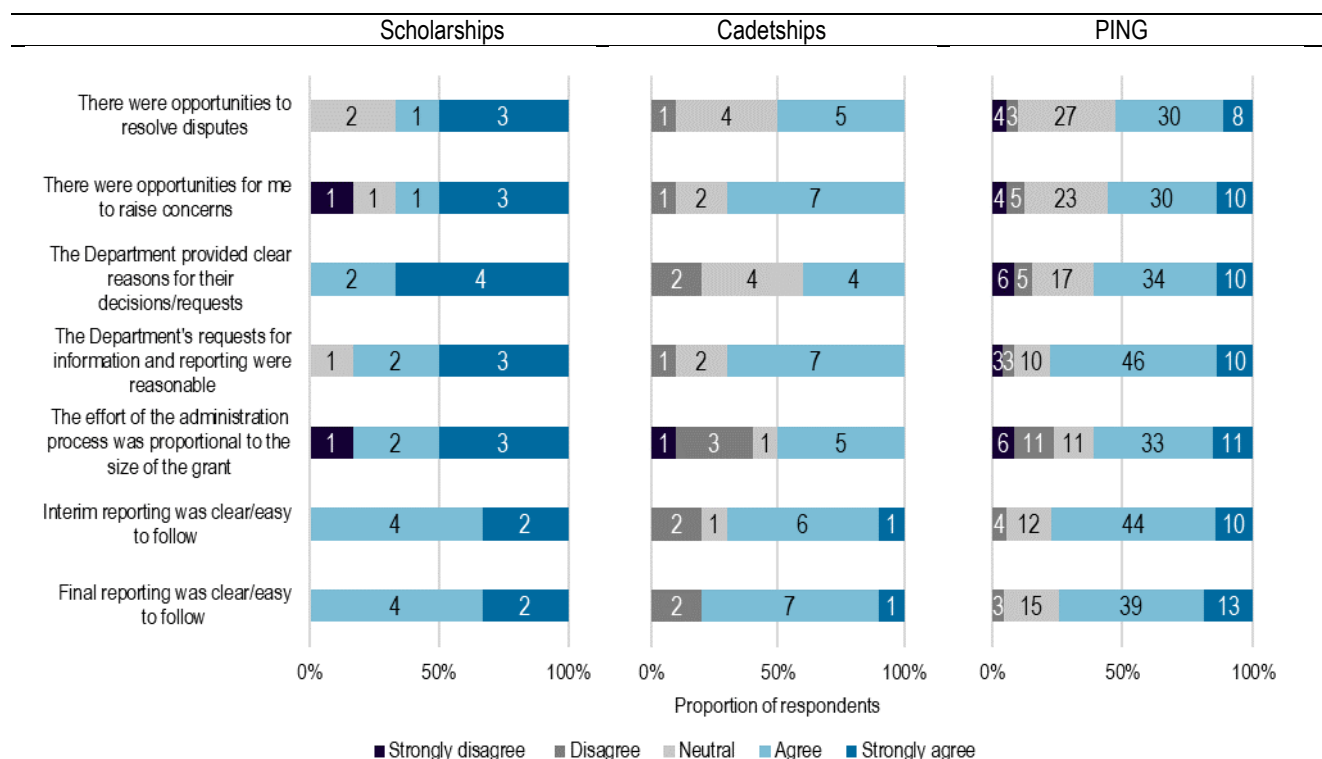 Scholarships Cadetships PING
There were opportunities to
resolve disputes
2 1 3 1 4 5 4 3 27 30 8
There were opportunities for me
to raise concerns
1 1 1 3 1 2 7 4 5 23 30 10
The Department provided clear
reasons for their
decisions/requests
2 4 2 4 4 6 5 17 34 10
The Department's requests for
information and reporting were
reasonable
1 2 3 1 2 7 3 3 10 46 10
The effort of the administration
process was proportional to the
size of the grant
1 2 3 1 3 1 5 6 11 11 33 11
Interim reporting was clear/easy
to follow
4 2 2 1 6 1 4 12 44 10
Final reporting was clear/easy
to follow
4 2 2 7 1 3 15 39 13
0% 50% 100% 0% 50% 100% 0% 50% 100%
Proportion of respondents
Strongly disagree Disagree Neutral Agree Strongly agree